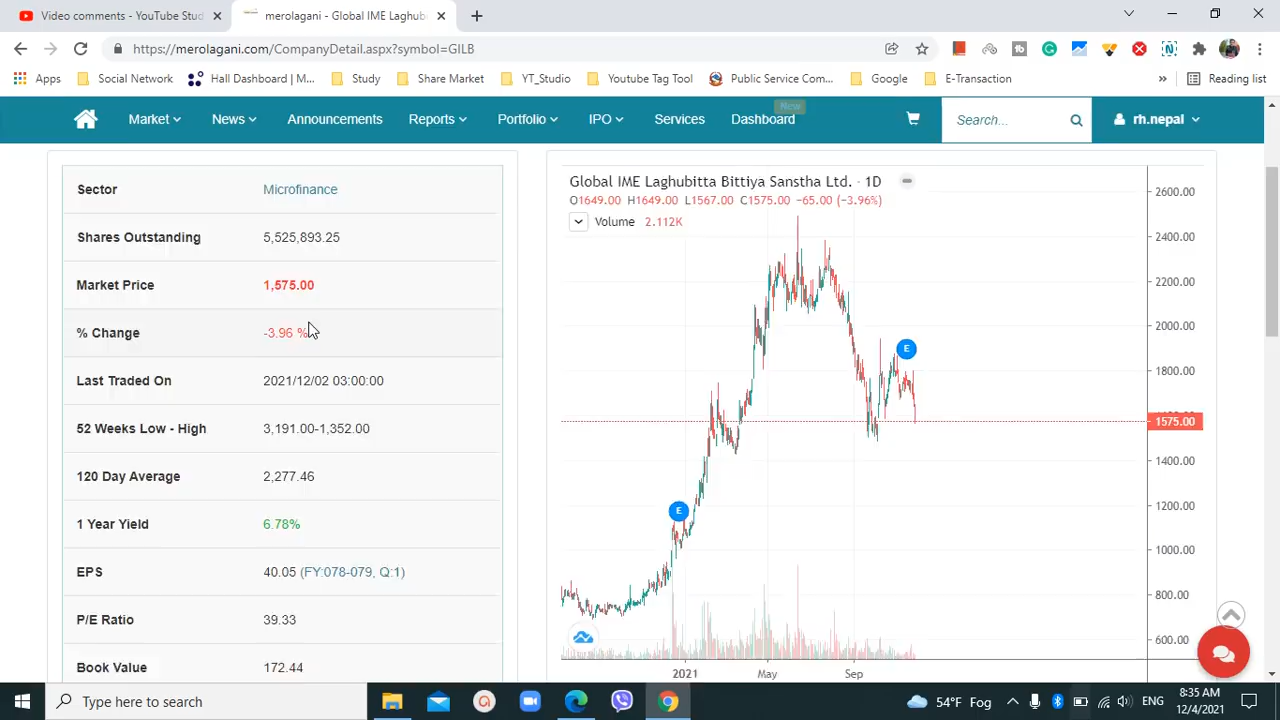 Video comments - YouTube Stud
merolagani - Global IME Laghub
https://merolagani.com/CompanyDetail.aspx?symbol=GILB
Apps
Social Network
Hall Dashboard | M...
Study
Share Market
YT_Studio
Youtube Tag Tool
Public Service Com...
Google
E-Transaction
»
Reading list
New
Market
News
Announcements
Reports
Portfolio
IPO
Services
Dashboard
Search...
rh.nepal
Sector Microfinance
Shares Outstanding 5,525,893.25
Market Price 1,575.00
% Change -3.96 %
Last Traded On 2021/12/02 03:00:00
52 Weeks Low - High 3,191.00-1,352.00
120 Day Average 2,277.46
1 Year Yield 6.78%
EPS 40.05 (FY:078-079, Q:1)
P/E Ratio 39.33
Book Value 172.44
Global IME Laghubitta Bittiya Sanstha Ltd. · 1D
O1649.00 H1649.00 L1567.00 C1575.00 -65.00 (-3.96%)
Volume 2.112K
2600.00
2400.00
2200.00
2000.00
E
1800.00
1575.00
1400.00
E
1200.00
1000.00
800.00
600.00
2021 May Sep
Type here to search
54°F Fog
ENG
8:35 AM
12/4/2021